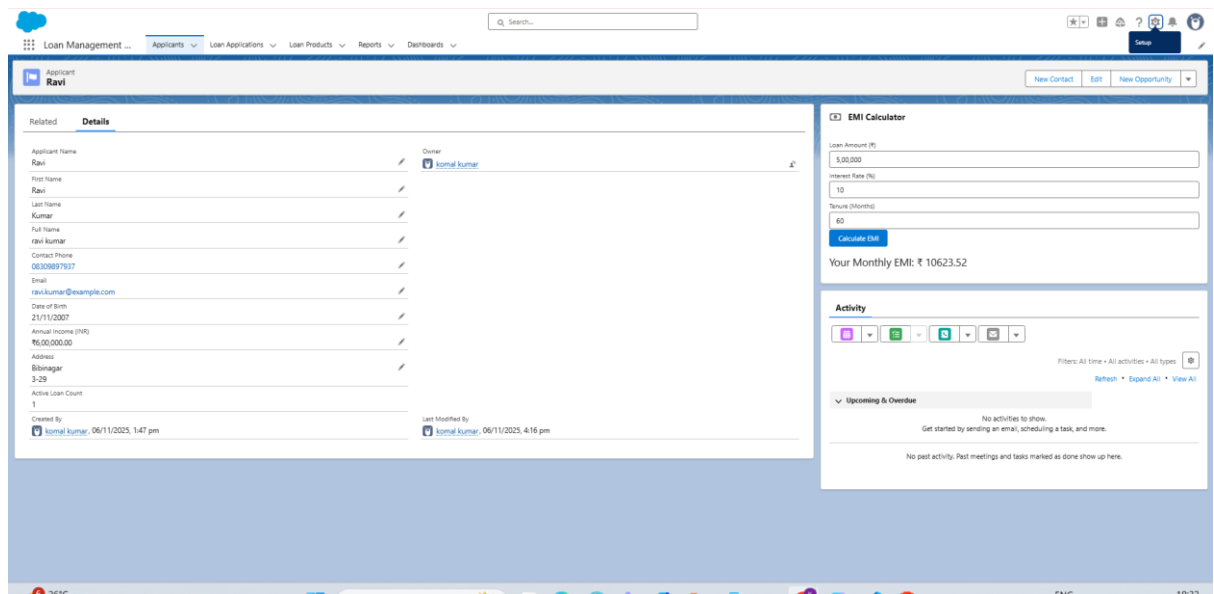 Search...
Setup
Loan Management ... Applicants Loan Applications Loan Products Reports Dashboards
Applicant
Ravi
New Contact Edit New Opportunity
Related Details
Applicant Name
Ravi
Owner
komal kumar
First Name
Ravi
Last Name
Kumar
Full Name
ravi kumar
Contact Phone
08309897937
Email
ravi.kumar@example.com
Date of Birth
21/11/2007
Annual Income (INR)
₹6,00,000.00
Address
Bibinagar
3-29
Active Loan Count
1
Created By
komal kumar, 06/11/2025, 1:47 pm
Last Modified By
komal kumar, 06/11/2025, 4:16 pm
EMI Calculator
Loan Amount (₹)
5,00,000
Interest Rate (%)
10
Tenure (Months)
60
Calculate EMI
Your Monthly EMI: ₹ 10623.52
Activity
Filters: All time • All activities • All types
Refresh • Expand All • View All
Upcoming & Overdue
No activities to show.
Get started by sending an email, scheduling a task, and more.
No past activity. Past meetings and tasks marked as done show up here.